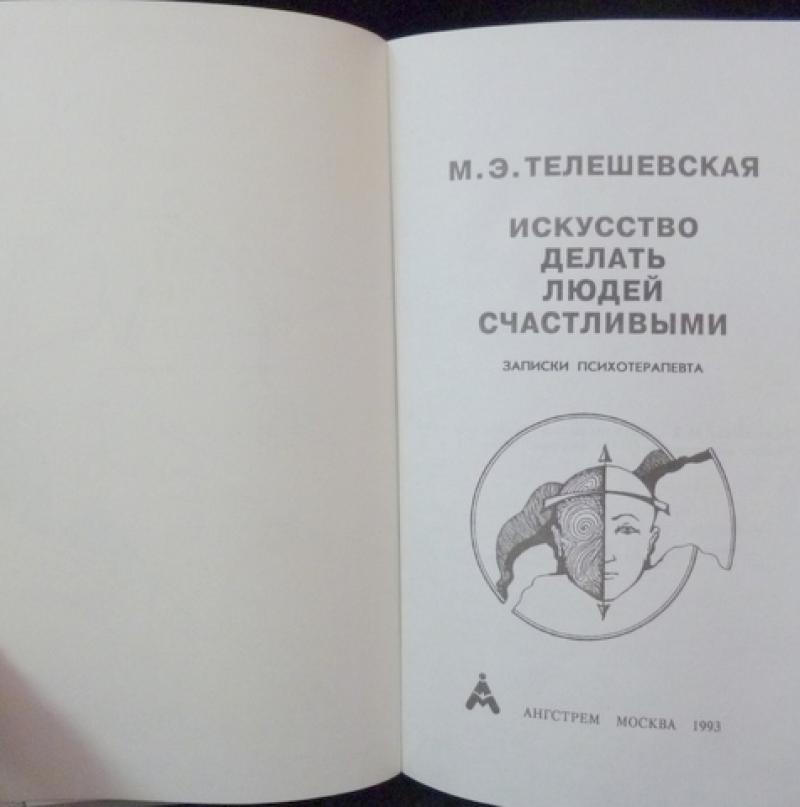 М.Э.ТЕЛЕШЕВСКАЯ
ИСКУССТВО
ДЕЛАТЬ
ЛЮДЕЙ
СЧАСТЛИВЫМИ
ЗАПИСКИ ПСИХОТЕРАПЕВТА
АНГСТРЕМ МОСКВА 1993